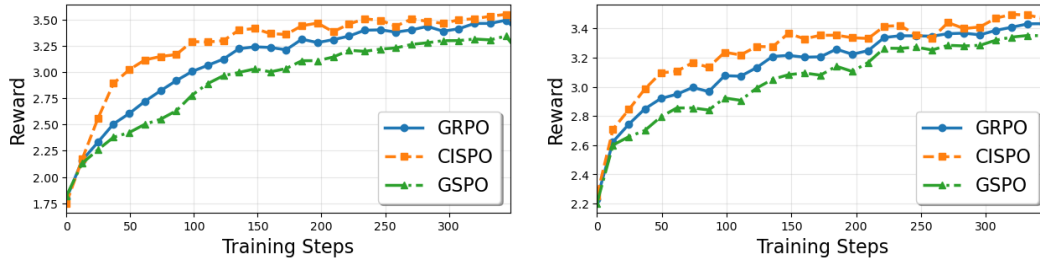 3.50
3.25
3.00
2.75
2.50
2.25
2.00
1.75
Reward
0 50 100 150 200 250 300
Training Steps
GRPO
CISPO
GSPO
3.4
3.2
3.0
2.8
2.6
2.4
2.2
Reward
0 50 100 150 200 250 300
Training Steps
GRPO
CISPO
GSPO